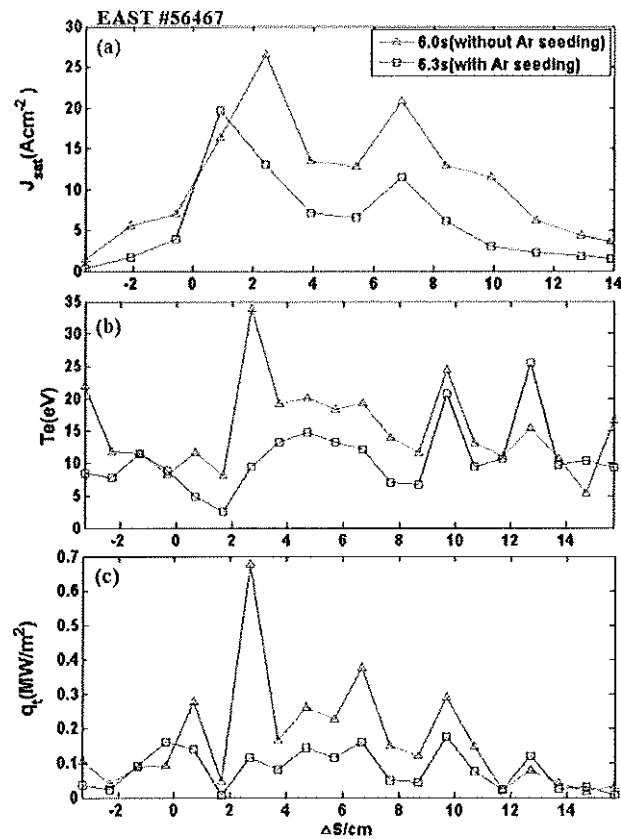 EAST #56467
(a)
6.0s(without Ar seeding)
6.3s(with Ar seeding)
30
25
20
15
10
5
0
J_sat(Acm^-2)
-2 0 2 4 6 8 10 12 14
(b)
35
30
25
20
15
10
5
0
Te(eV)
-2 0 2 4 6 8 10 12 14
(c)
0.7
0.6
0.5
0.4
0.3
0.2
0.1
0
q_t(MW/m^2)
-2 0 2 4 6 8 10 12 14
ΔS/cm